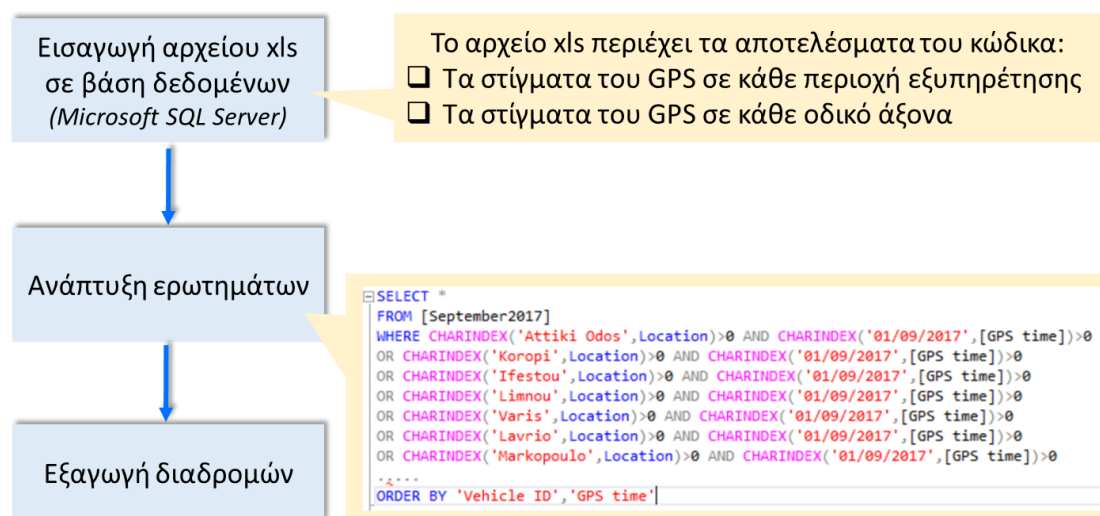 Εισαγωγή αρχείου xls
σε βάση δεδομένων
(Microsoft SQL Server)
Το αρχείο xls περιέχει τα αποτελέσματα του κώδικα:
❑ Τα στίγματα του GPS σε κάθε περιοχή εξυπηρέτησης
❑ Τα στίγματα του GPS σε κάθε οδικό άξονα
Ανάπτυξη ερωτημάτων
SELECT *
FROM [September2017]
WHERE CHARINDEX('Attiki Odos',Location)>0 AND CHARINDEX('01/09/2017',[GPS time])>0
OR CHARINDEX('Koropi',Location)>0 AND CHARINDEX('01/09/2017',[GPS time])>0
OR CHARINDEX('Ifestou',Location)>0 AND CHARINDEX('01/09/2017',[GPS time])>0
OR CHARINDEX('Limnou',Location)>0 AND CHARINDEX('01/09/2017',[GPS time])>0
OR CHARINDEX('Varis',Location)>0 AND CHARINDEX('01/09/2017',[GPS time])>0
OR CHARINDEX('Lavrio',Location)>0 AND CHARINDEX('01/09/2017',[GPS time])>0
OR CHARINDEX('Markopoulo',Location)>0 AND CHARINDEX('01/09/2017',[GPS time])>0
.....
ORDER BY 'Vehicle ID','GPS time'
Εξαγωγή διαδρομών